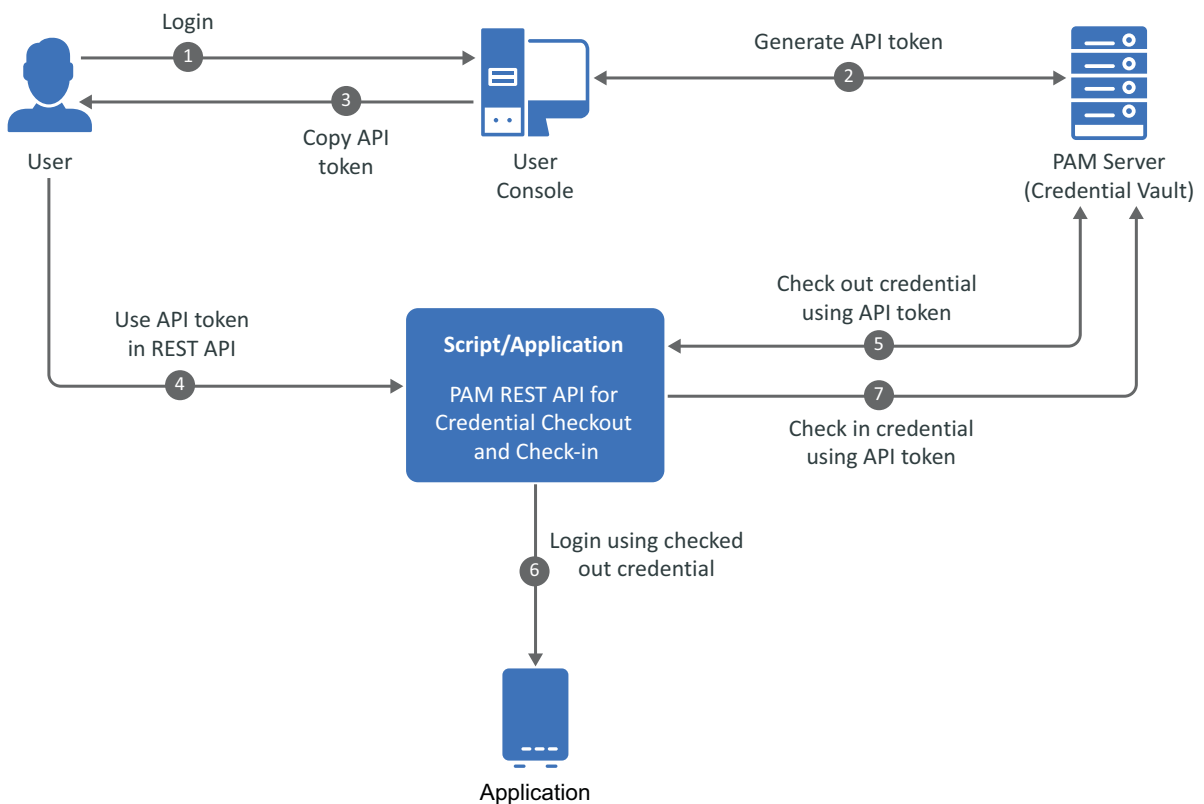 Login
1
Generate API token
2
3
Copy API
token
User
User
Console
PAM Server
(Credential Vault)
Use API token
in REST API
4
Script/Application
PAM REST API for
Credential Checkout
and Check-in
Check out credential
using API token
5
7
Check in credential
using API token
Login using checked
out credential
6
Application